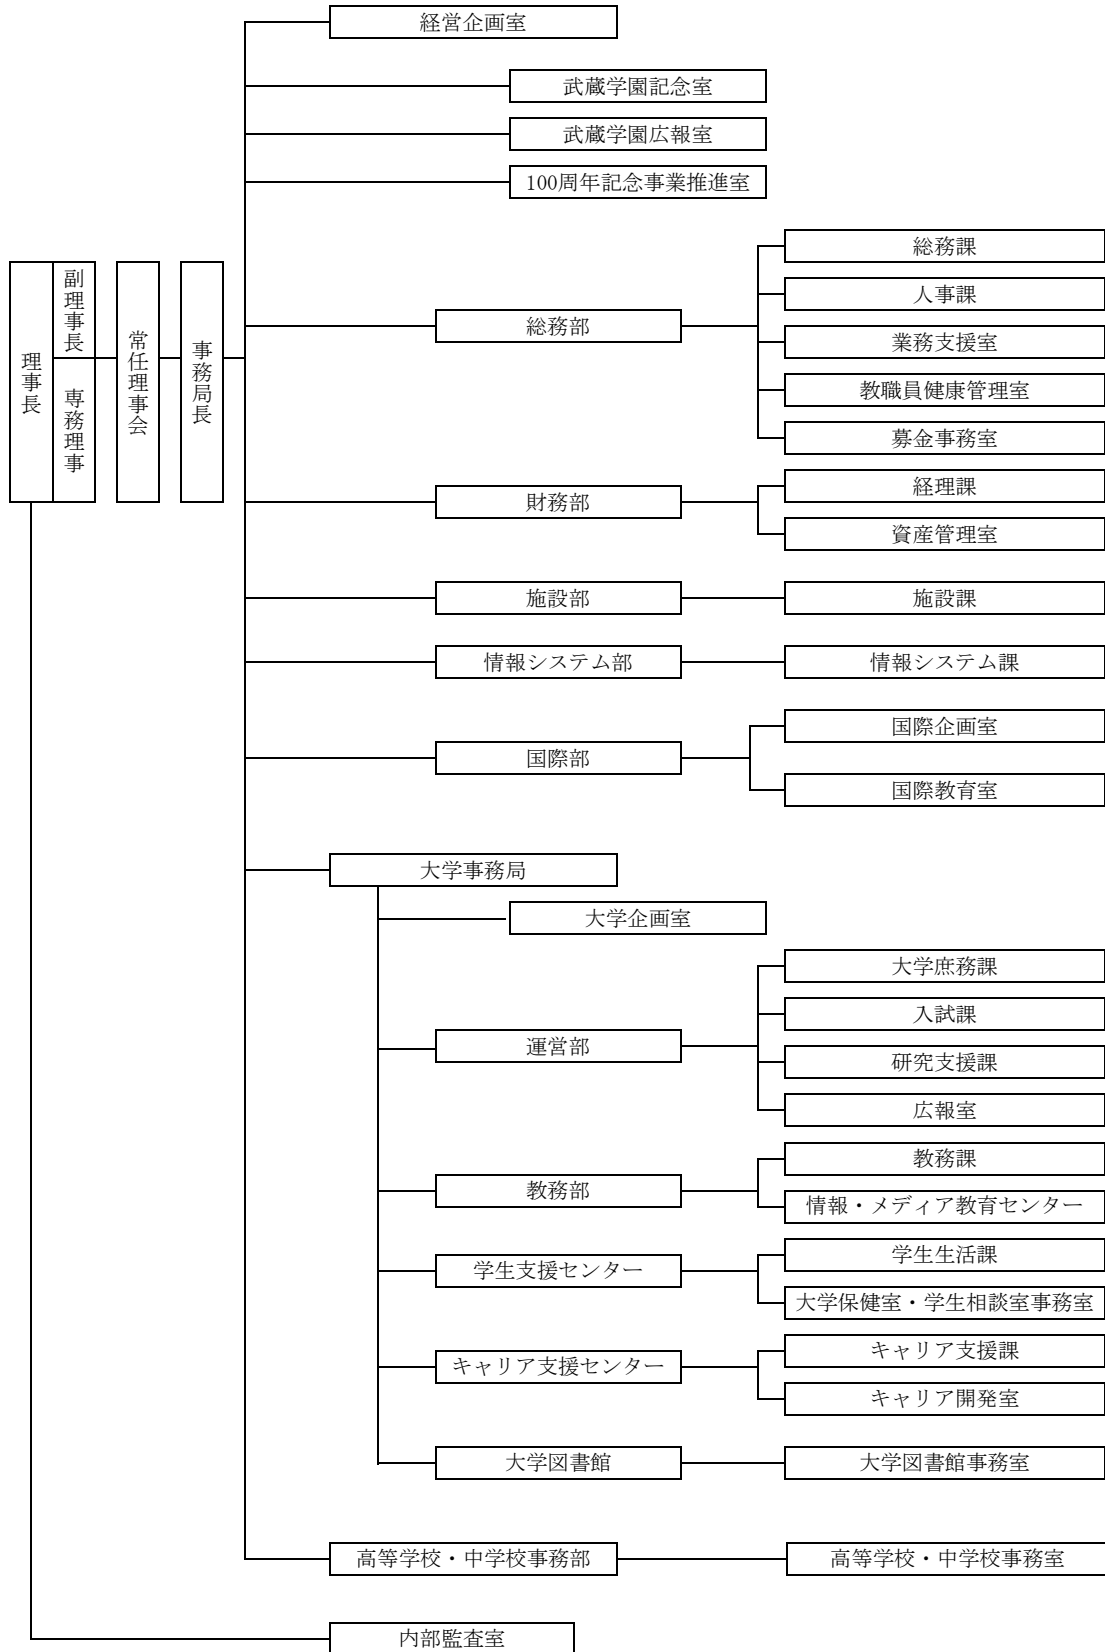 経営企画室
武蔵学園記念室
武蔵学園広報室
100周年記念事業推進室
理事長
副理事長
専務理事
常任理事会
事務局長
総務部
総務課
人事課
業務支援室
教職員健康管理室
募金事務室
財務部
経理課
資産管理室
施設部
施設課
情報システム部
情報システム課
国際部
国際企画室
国際教育室
大学事務局
大学企画室
運営部
大学庶務課
入試課
研究支援課
広報室
教務部
教務課
情報・メディア教育センター
学生支援センター
学生生活課
大学保健室・学生相談室事務室
キャリア支援センター
キャリア支援課
キャリア開発室
大学図書館
大学図書館事務室
高等学校・中学校事務部
高等学校・中学校事務室
内部監査室